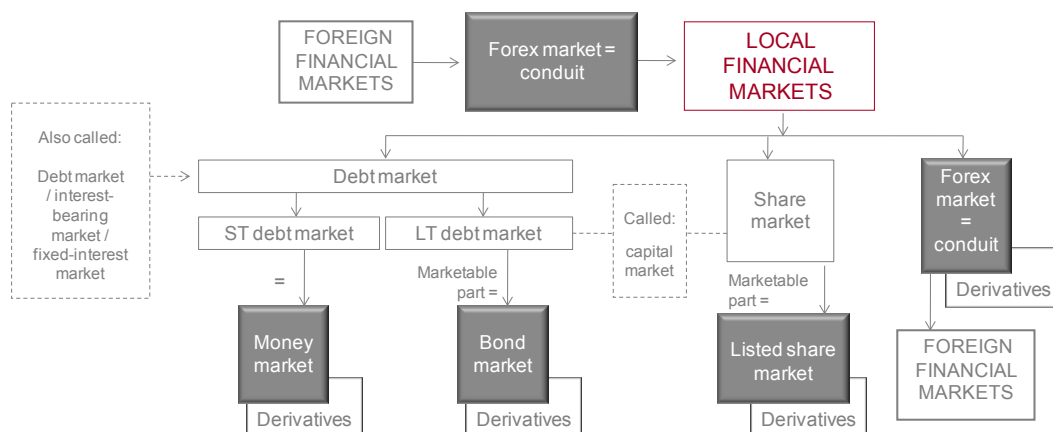 FOREIGN
FINANCIAL
MARKETS
Forex market =
conduit
LOCAL
FINANCIAL
MARKETS
Also called:
Debt market
/ interest-
bearing
market /
fixed-interest
market
Debt market
ST debt market
LT debt market
Called:
capital
market
Share
market
Forex
market
=
conduit
Derivatives
=
Marketable
part =
Marketable
part =
Money
market
Derivatives
Bond
market
Derivatives
Listed share
market
Derivatives
FOREIGN
FINANCIAL
MARKETS